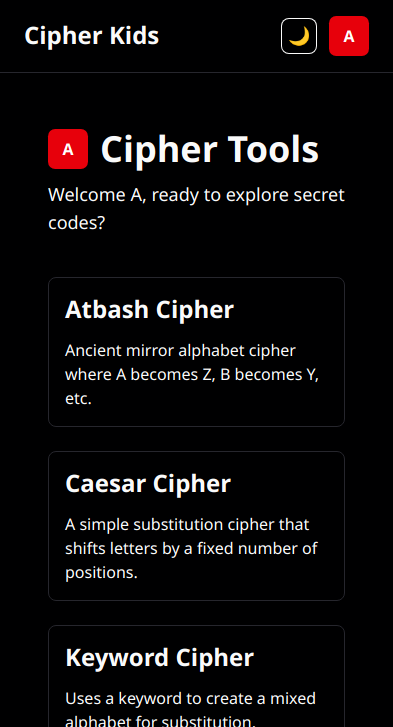 Cipher Kids
A
A Cipher Tools
Welcome A, ready to explore secret
codes?
Atbash Cipher
Ancient mirror alphabet cipher
where A becomes Z, B becomes Y,
etc.
Caesar Cipher
A simple substitution cipher that
shifts letters by a fixed number of
positions.
Keyword Cipher
Uses a keyword to create a mixed
alphabet for substitution.